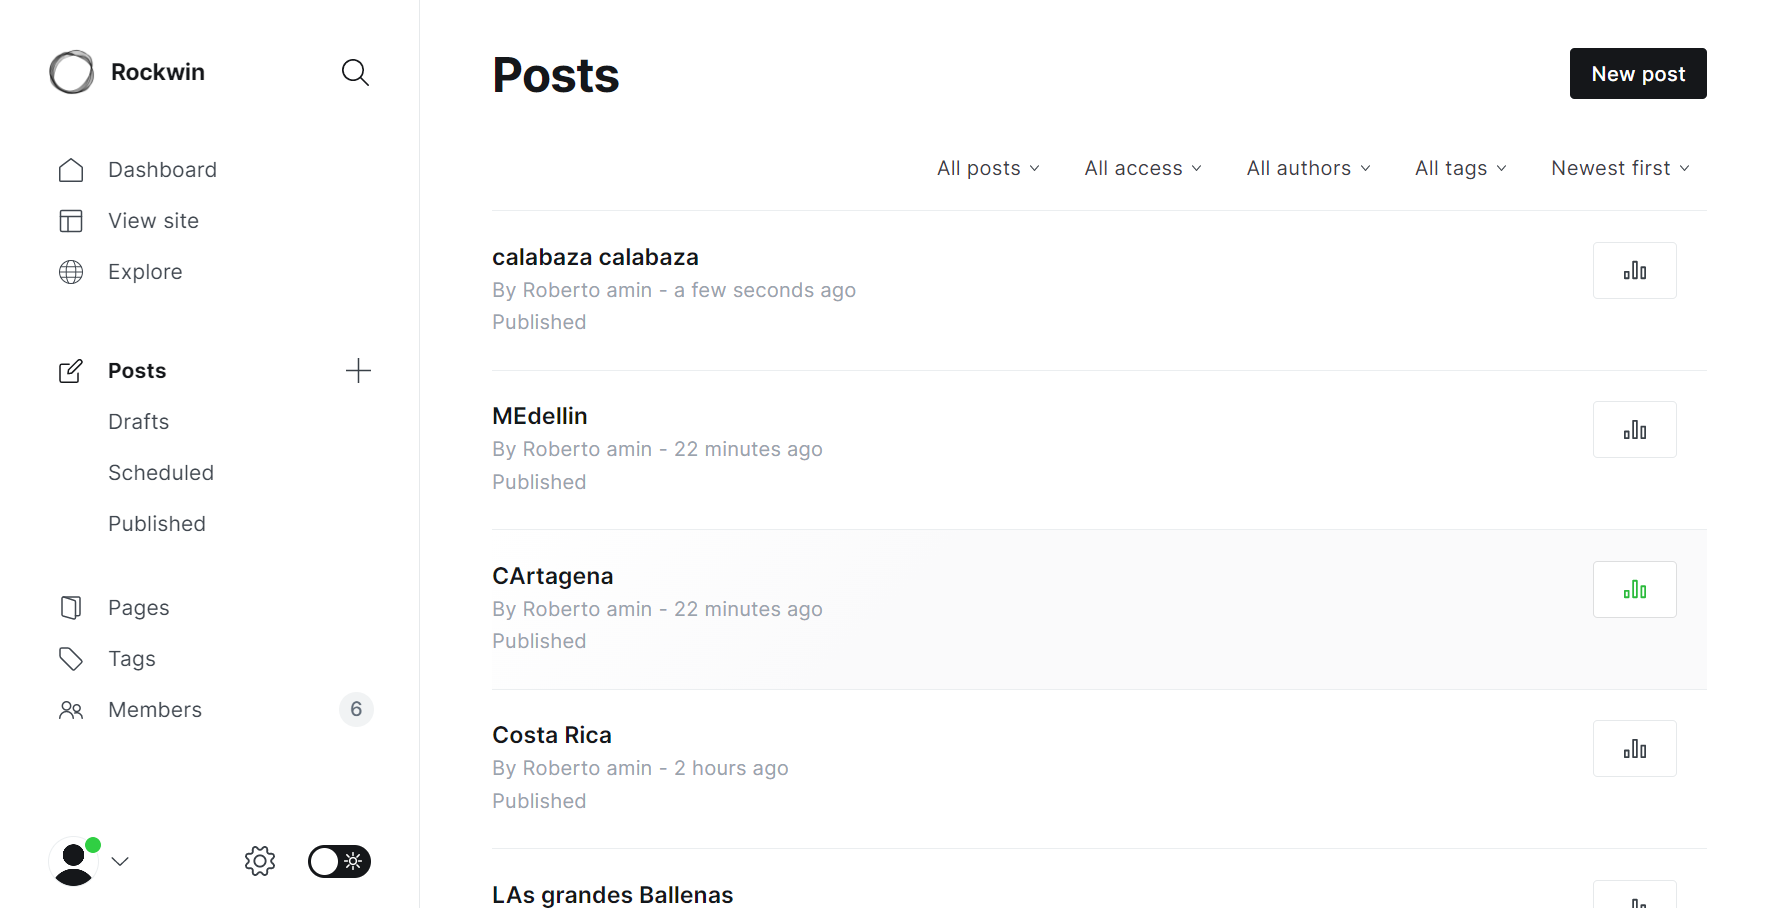 Rockwin
Dashboard
View site
Explore
Posts
Drafts
Scheduled
Published
Pages
Tags
Members 6
Posts
New post
All posts All access All authors All tags Newest first
calabaza calabaza
By Roberto amin - a few seconds ago
Published
MEdellin
By Roberto amin - 22 minutes ago
Published
CArtagena
By Roberto amin - 22 minutes ago
Published
Costa Rica
By Roberto amin - 2 hours ago
Published
LAs grandes Ballenas